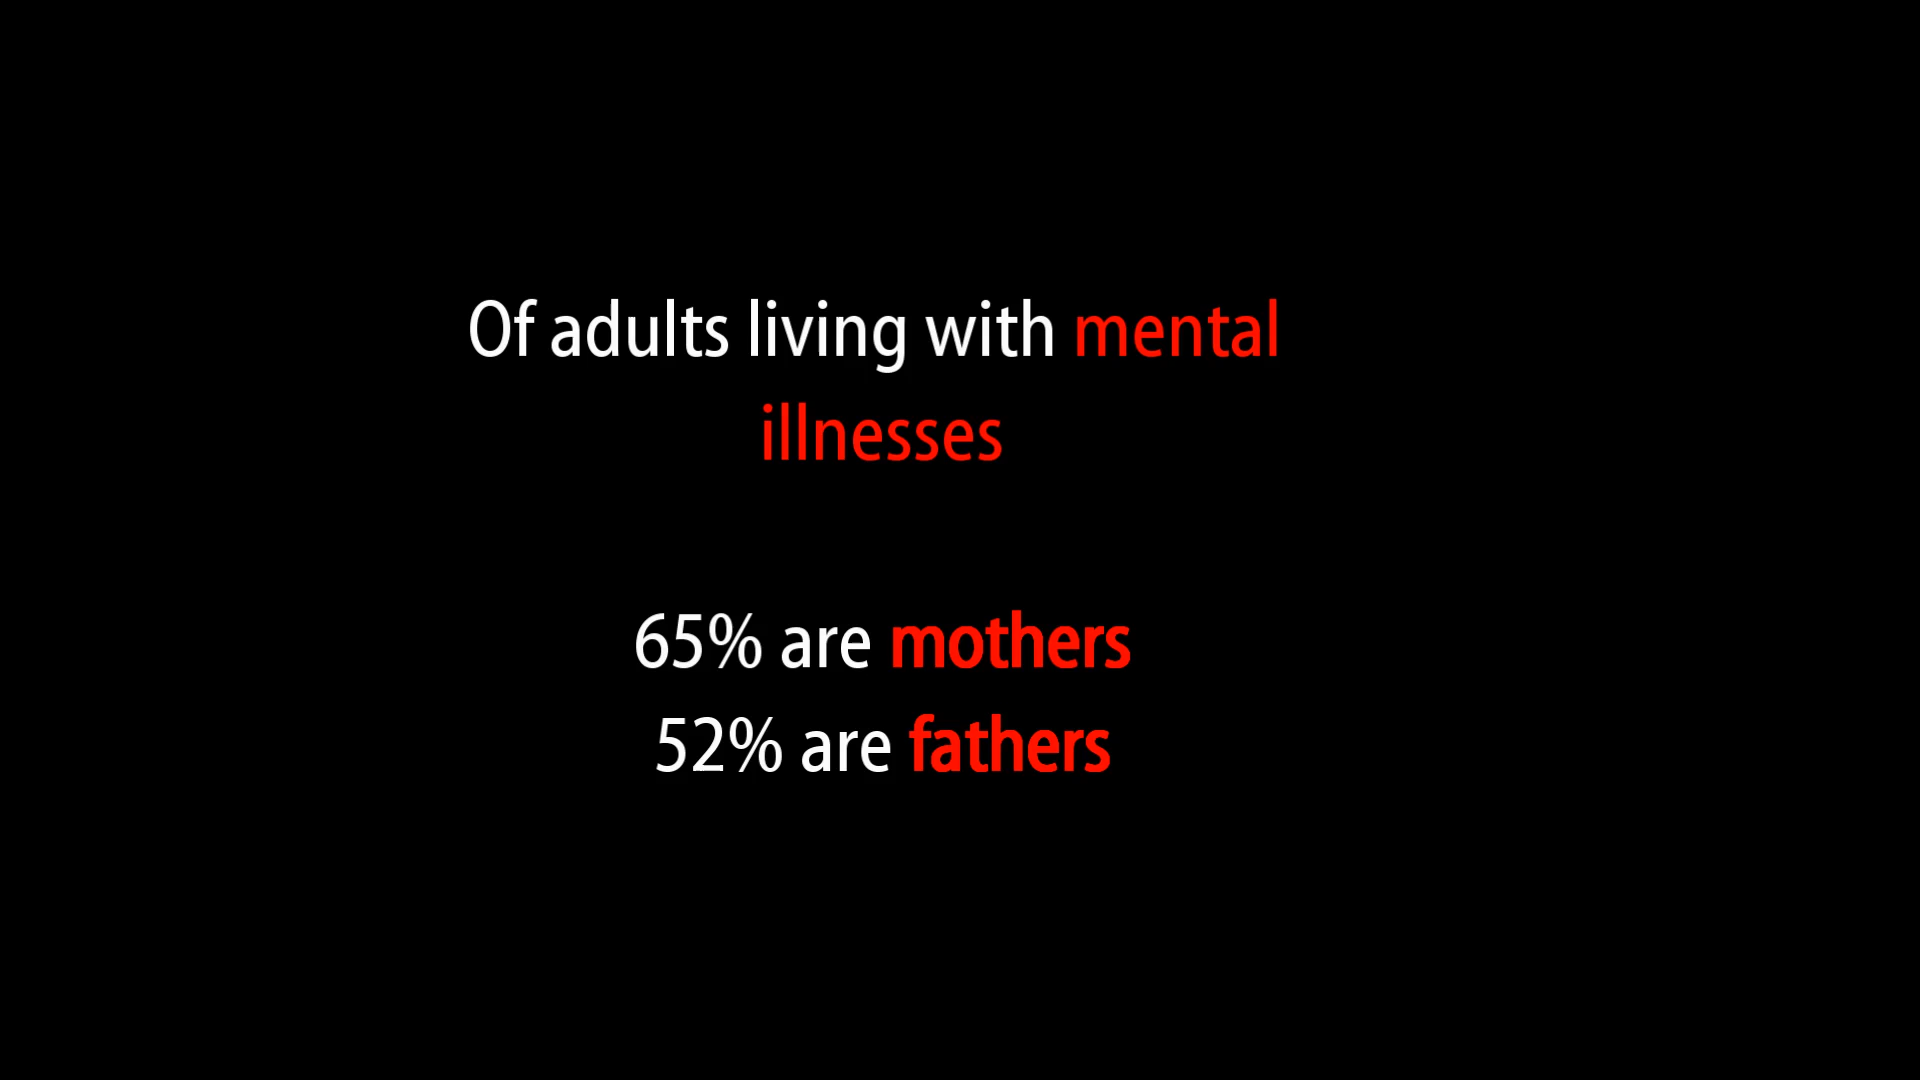 Of adults living with mental
illnesses
65% are mothers
52% are fathers